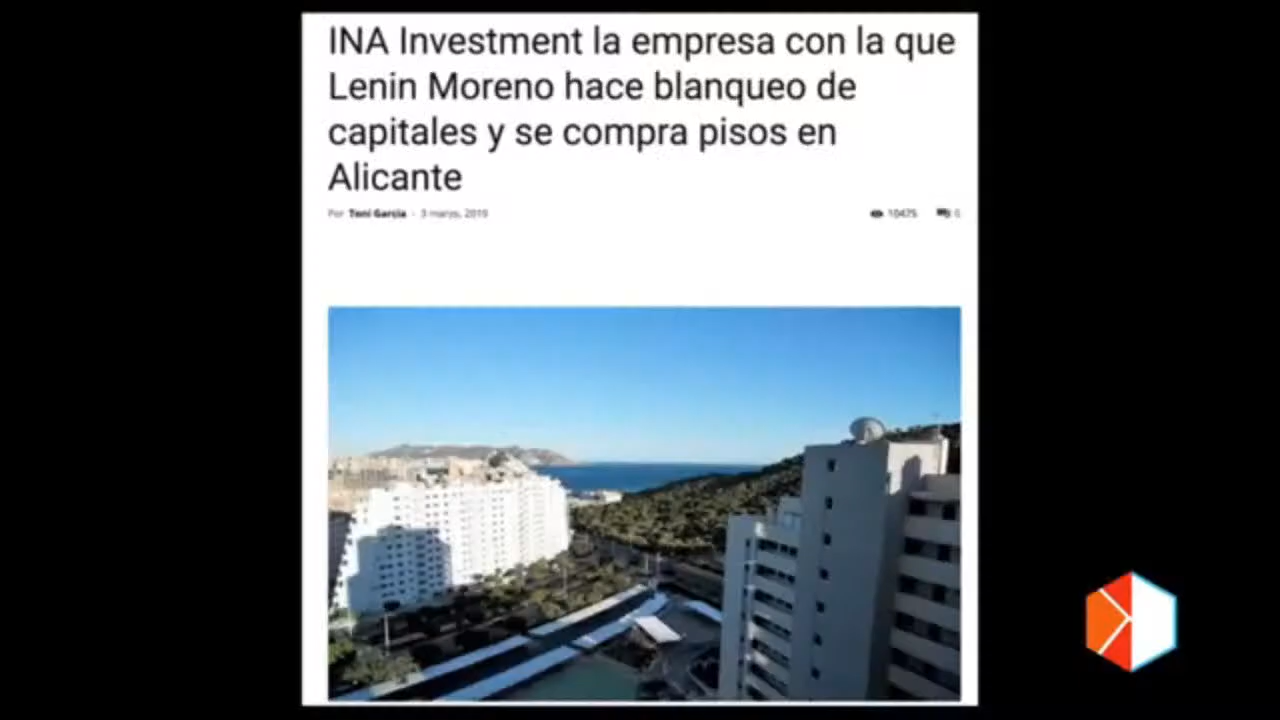 INA Investment la empresa con la que
Lenin Moreno hace blanqueo de
capitales y se compra pisos en
Alicante
Por Toni García - 3 marzo, 2019
10475 0